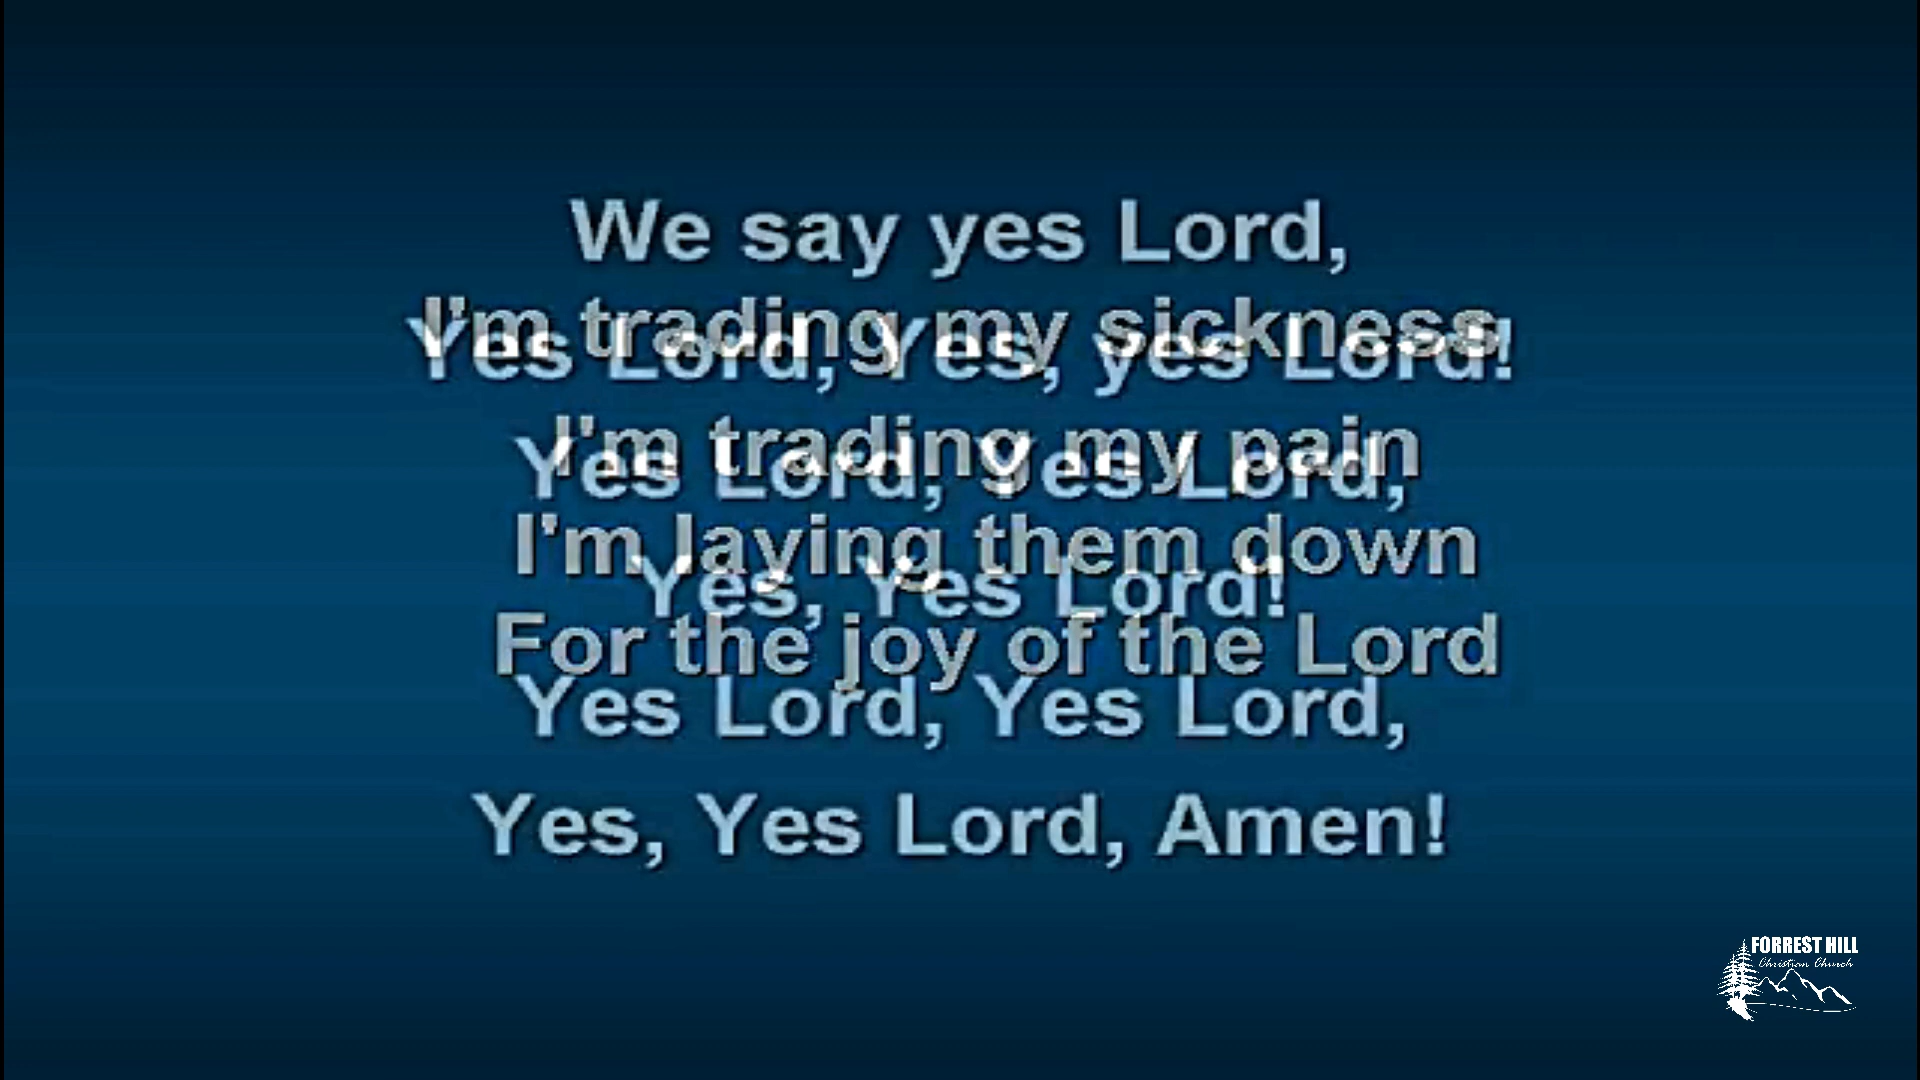 We say yes Lord,
I'm trading my sickness
Yes Lord, Yes, yes Lord!
I'm trading my pain
Yes Lord, Yes Lord,
I'm laying them down
Yes, Yes Lord!
For the joy of the Lord
Yes Lord, Yes Lord,
Yes, Yes Lord, Amen!
FORREST HILL
Christian Church